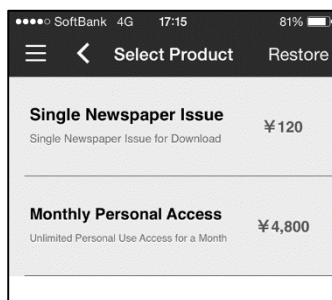 SoftBank 4G 17:15 81%
Select Product Restore
Single Newspaper Issue
Single Newspaper Issue for Download
¥120
Monthly Personal Access
Unlimited Personal Use Access for a Month
¥4,800